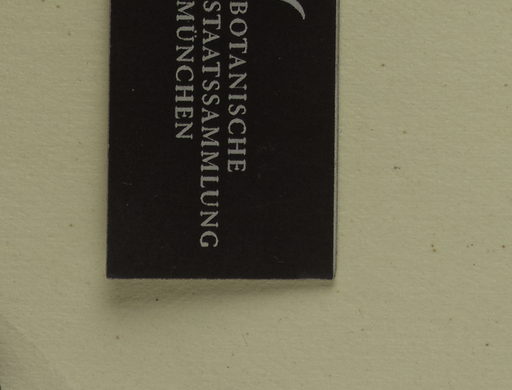 BOTANISCHE
STAATSSAMMLUNG
MÜNCHEN